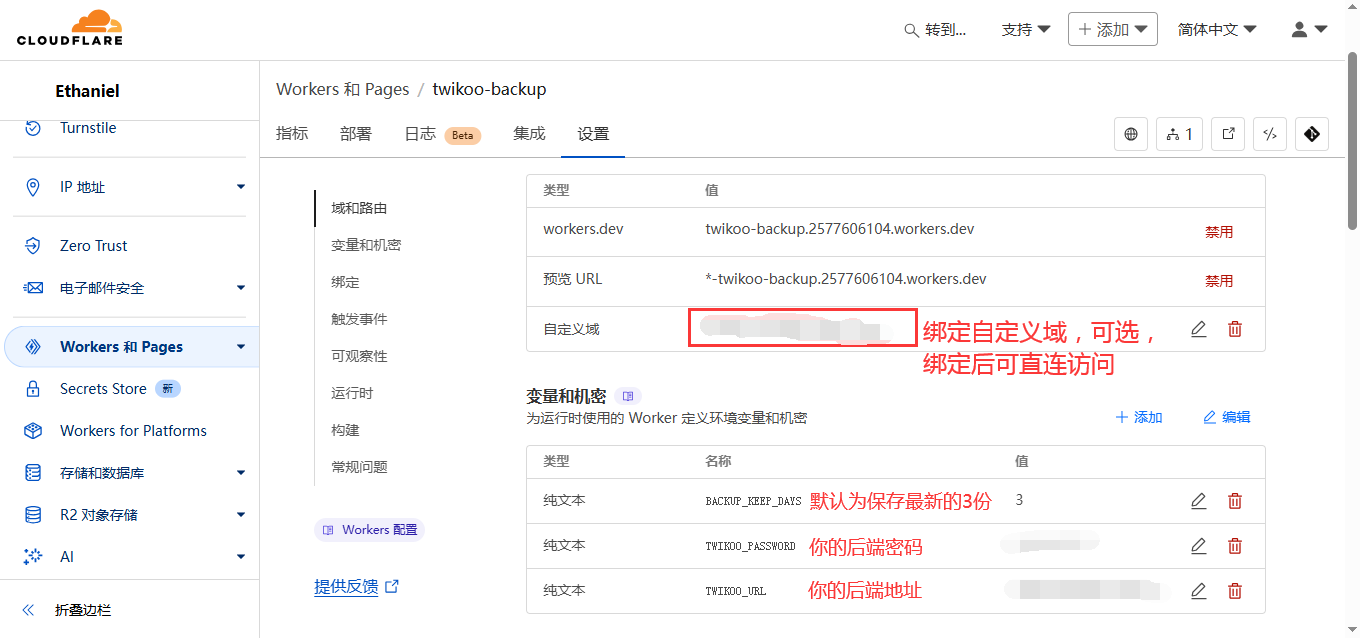 CLOUDFLARE
转到...
支持
添加
简体中文
Ethaniel
Turnstile
IP 地址
Zero Trust
电子邮件安全
Workers 和 Pages
Secrets Store 新
Workers for Platforms
存储和数据库
R2 对象存储
AI
折叠边栏
Workers 和 Pages / twikoo-backup
指标 部署 日志 Beta 集成 设置
1
域和路由
变量和机密
绑定
触发事件
可观察性
运行时
构建
常规问题
Workers 配置
提供反馈
类型 值
workers.dev twikoo-backup.2577606104.workers.dev 禁用
预览 URL *-twikoo-backup.2577606104.workers.dev 禁用
自定义域
绑定自定义域，可选，
绑定后可直连访问
变量和机密
为运行时使用的 Worker 定义环境变量和机密
添加 编辑
类型 名称 值
纯文本 BACKUP_KEEP_DAYS 默认为保存最新的3份 3
纯文本 TWIKOO_PASSWORD 你的后端密码
纯文本 TWIKOO_URL 你的后端地址